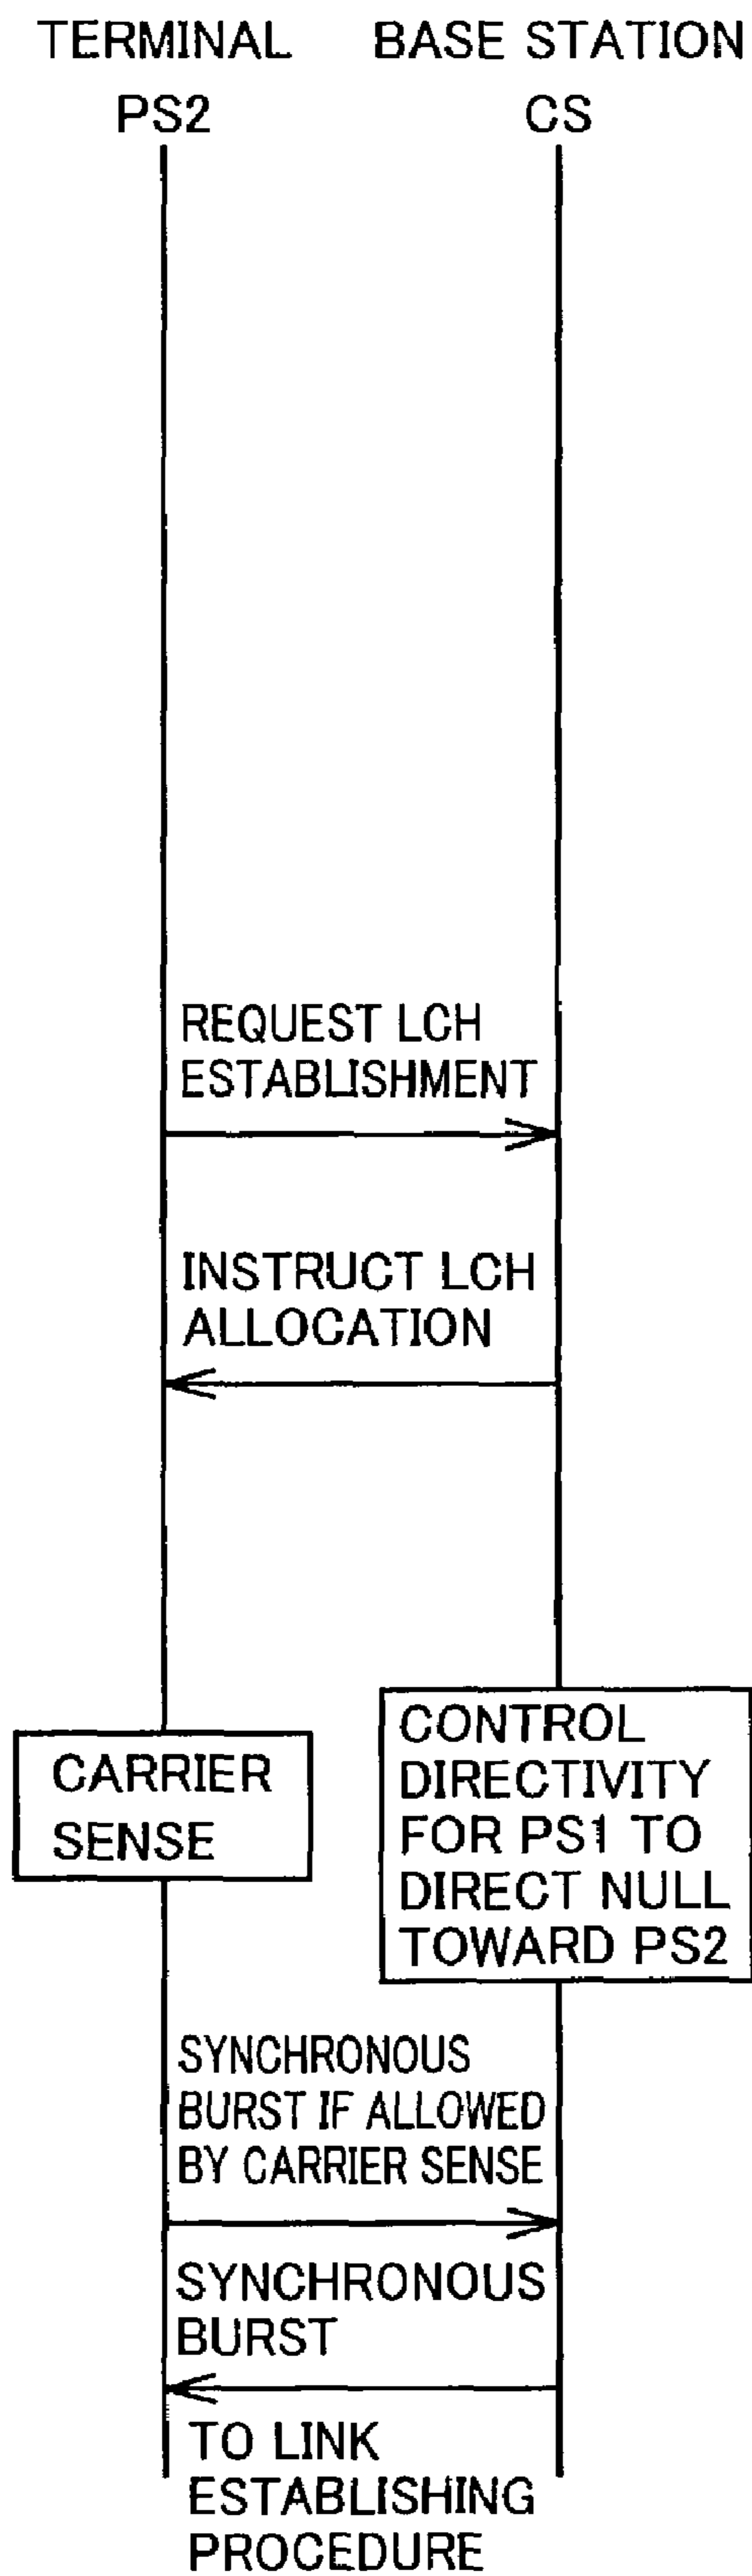 TERMINAL BASE STATION
PS2 CS
REQUEST LCH
ESTABLISHMENT
INSTRUCT LCH
ALLOCATION
CARRIER
SENSE
CONTROL
DIRECTIVITY
FOR PS1 TO
DIRECT NULL
TOWARD PS2
SYNCHRONOUS
BURST IF ALLOWED
BY CARRIER SENSE
SYNCHRONOUS
BURST
TO LINK
ESTABLISHING
PROCEDURE